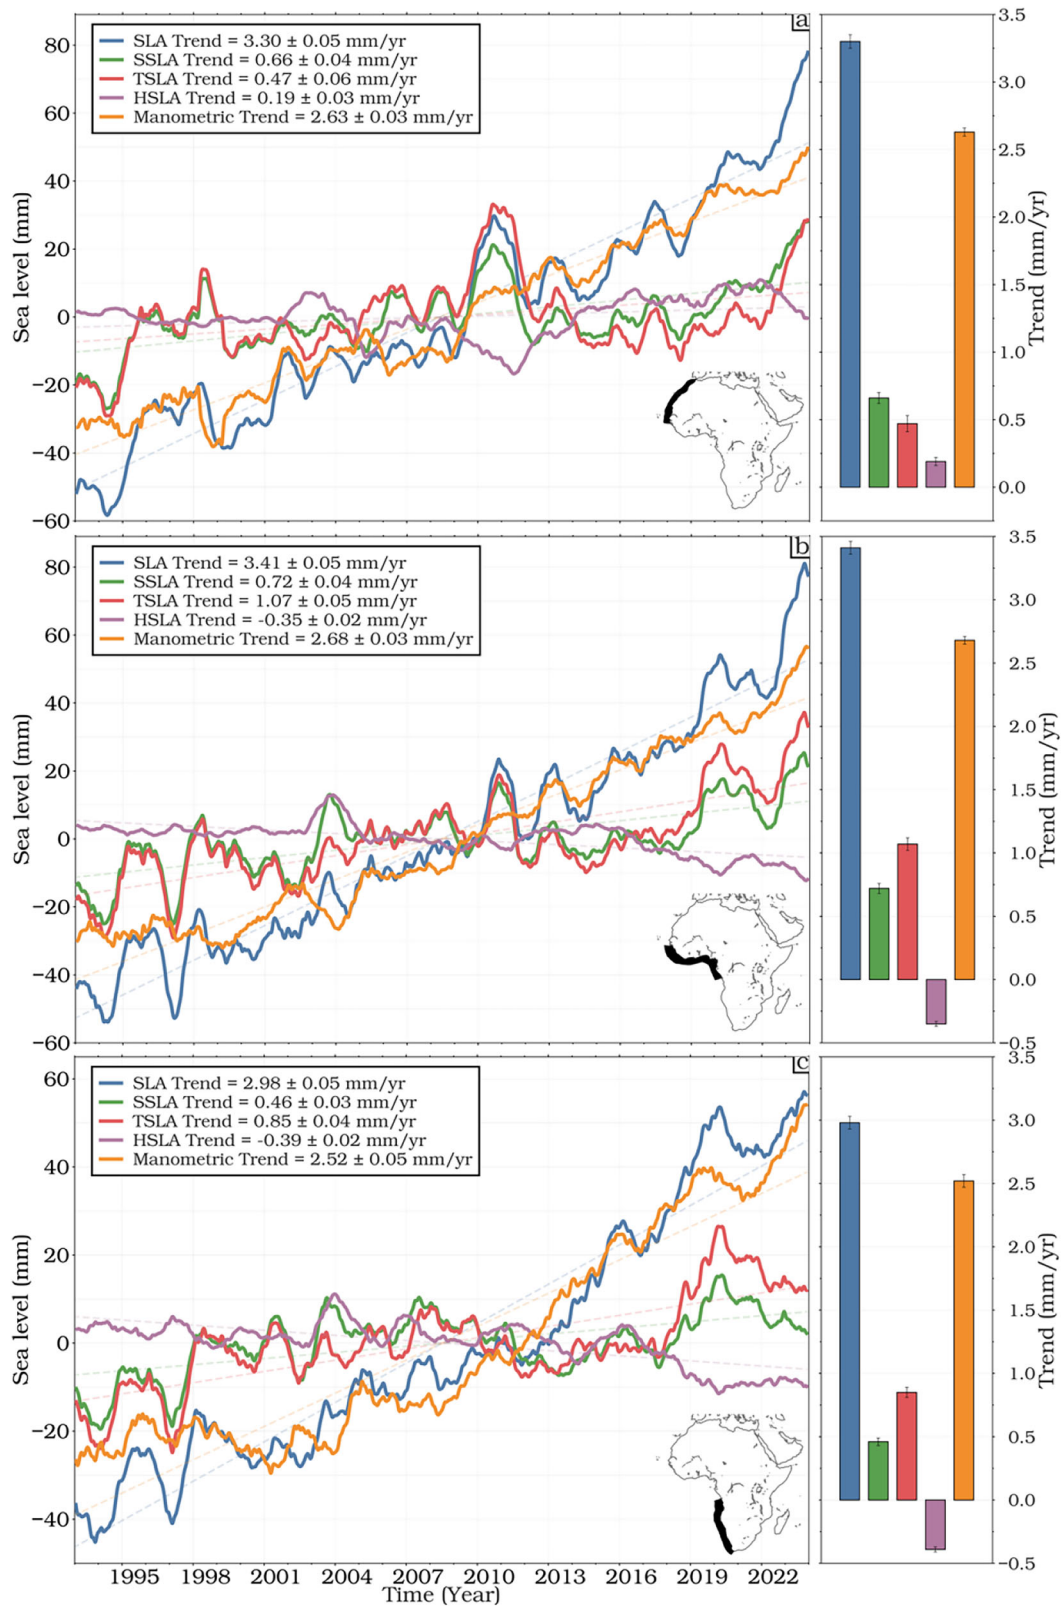 a
SLA Trend = 3.30 ± 0.05 mm/yr
SSLA Trend = 0.66 ± 0.04 mm/yr
TSLA Trend = 0.47 ± 0.06 mm/yr
HSLA Trend = 0.19 ± 0.03 mm/yr
Manometric Trend = 2.63 ± 0.03 mm/yr
80
60
40
20
0
−20
−40
−60
Sea level (mm)
3.5
3.0
2.5
2.0
1.5
1.0
0.5
0.0
Trend (mm/yr)
b
SLA Trend = 3.41 ± 0.05 mm/yr
SSLA Trend = 0.72 ± 0.04 mm/yr
TSLA Trend = 1.07 ± 0.05 mm/yr
HSLA Trend = -0.35 ± 0.02 mm/yr
Manometric Trend = 2.68 ± 0.03 mm/yr
80
60
40
20
0
−20
−40
−60
Sea level (mm)
3.5
3.0
2.5
2.0
1.5
1.0
0.5
0.0
−0.5
Trend (mm/yr)
c
SLA Trend = 2.98 ± 0.05 mm/yr
SSLA Trend = 0.46 ± 0.03 mm/yr
TSLA Trend = 0.85 ± 0.04 mm/yr
HSLA Trend = -0.39 ± 0.02 mm/yr
Manometric Trend = 2.52 ± 0.05 mm/yr
60
40
20
0
−20
−40
Sea level (mm)
3.5
3.0
2.5
2.0
1.5
1.0
0.5
0.0
−0.5
Trend (mm/yr)
1995 1998 2001 2004 2007 2010 2013 2016 2019 2022
Time (Year)